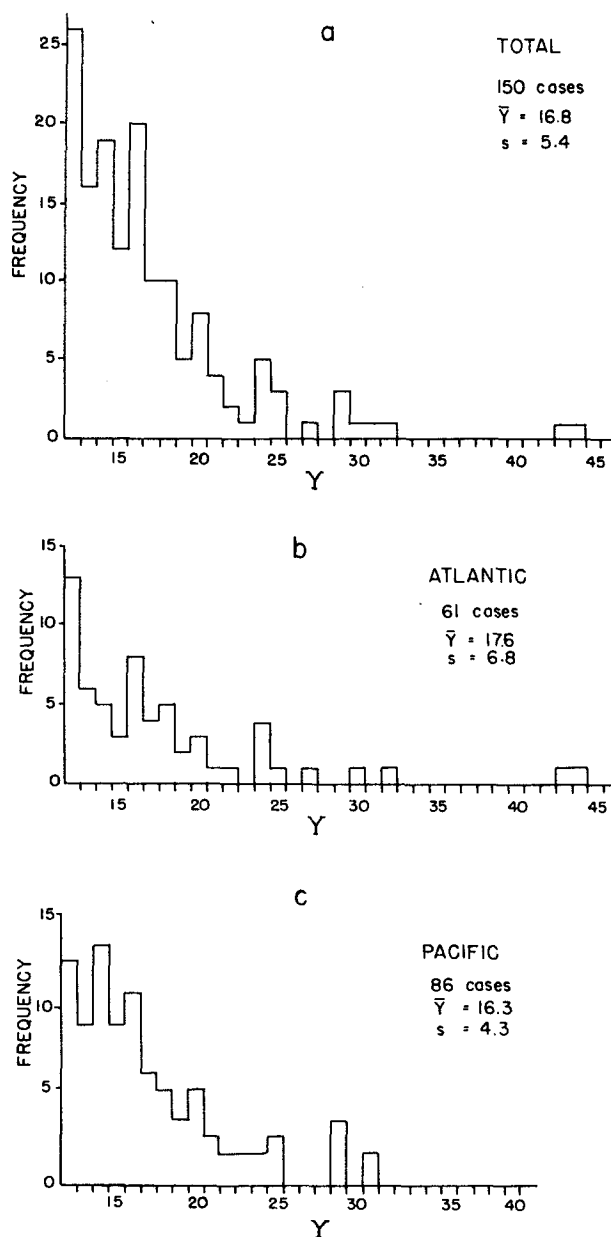 a
TOTAL
150 cases
Ȳ = 16.8
s = 5.4
FREQUENCY
25
20
15
10
5
0
15 20 25 30 35 40 45
Y
b
ATLANTIC
61 cases
Ȳ = 17.6
s = 6.8
FREQUENCY
15
10
5
0
15 20 25 30 35 40 45
Y
c
PACIFIC
86 cases
Ȳ = 16.3
s = 4.3
FREQUENCY
15
10
5
0
15 20 25 30 35 40
Y